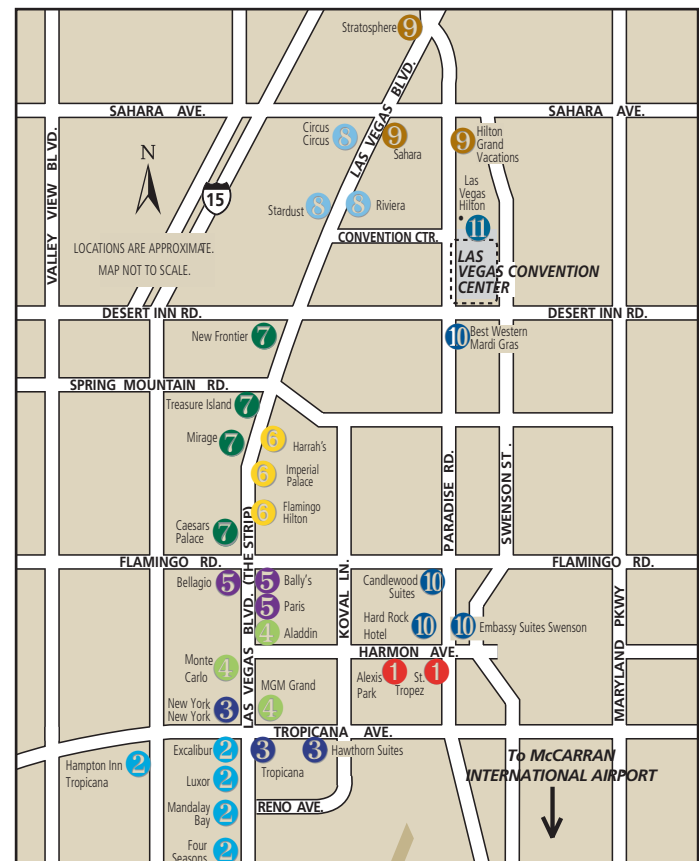 Stratosphere 9
SAHARA AVE.
SAHARA AVE.
LAS VEGAS BLVD.
VALLEY VIEW BLVD.
Circus
Circus
8
9
Sahara
9
Hilton
Grand
Vacations
N
15
Las
Vegas
Hilton
11
Stardust 8
8 Riviera
CONVENTION CTR.
LOCATIONS ARE APPROXIMATE.
MAP NOT TO SCALE.
LAS
VEGAS CONVENTION
CENTER
DESERT INN RD.
DESERT INN RD.
New Frontier 7
10 Best Western
Mardi Gras
SPRING MOUNTAIN RD.
Treasure Island 7
Mirage 7
6 Harrah's
6 Imperial
Palace
6 Flamingo
Hilton
Caesars
Palace
7
PARADISE RD.
SWENSON ST.
FLAMINGO RD.
FLAMINGO RD.
LAS VEGAS BLVD. (THE STRIP)
KOVAL LN.
MARYLAND PKWY
Bellagio 5
5 Bally's
5 Paris
4 Aladdin
Candlewood
Suites
10
Hard Rock
Hotel
10
10 Embassy Suites Swenson
HARMON AVE.
Monte
Carlo
4
Alexis
Park
1
St.
Tropez
1
MGM Grand
4
New York
New York
3
TROPICANA AVE.
Hampton Inn
Tropicana
2
Excalibur 2
3
Tropicana
3 Hawthorn Suites
Luxor 2
Mandalay
Bay
2
RENO AVE.
Four
Seasons
2
To McCARRAN
INTERNATIONAL AIRPORT